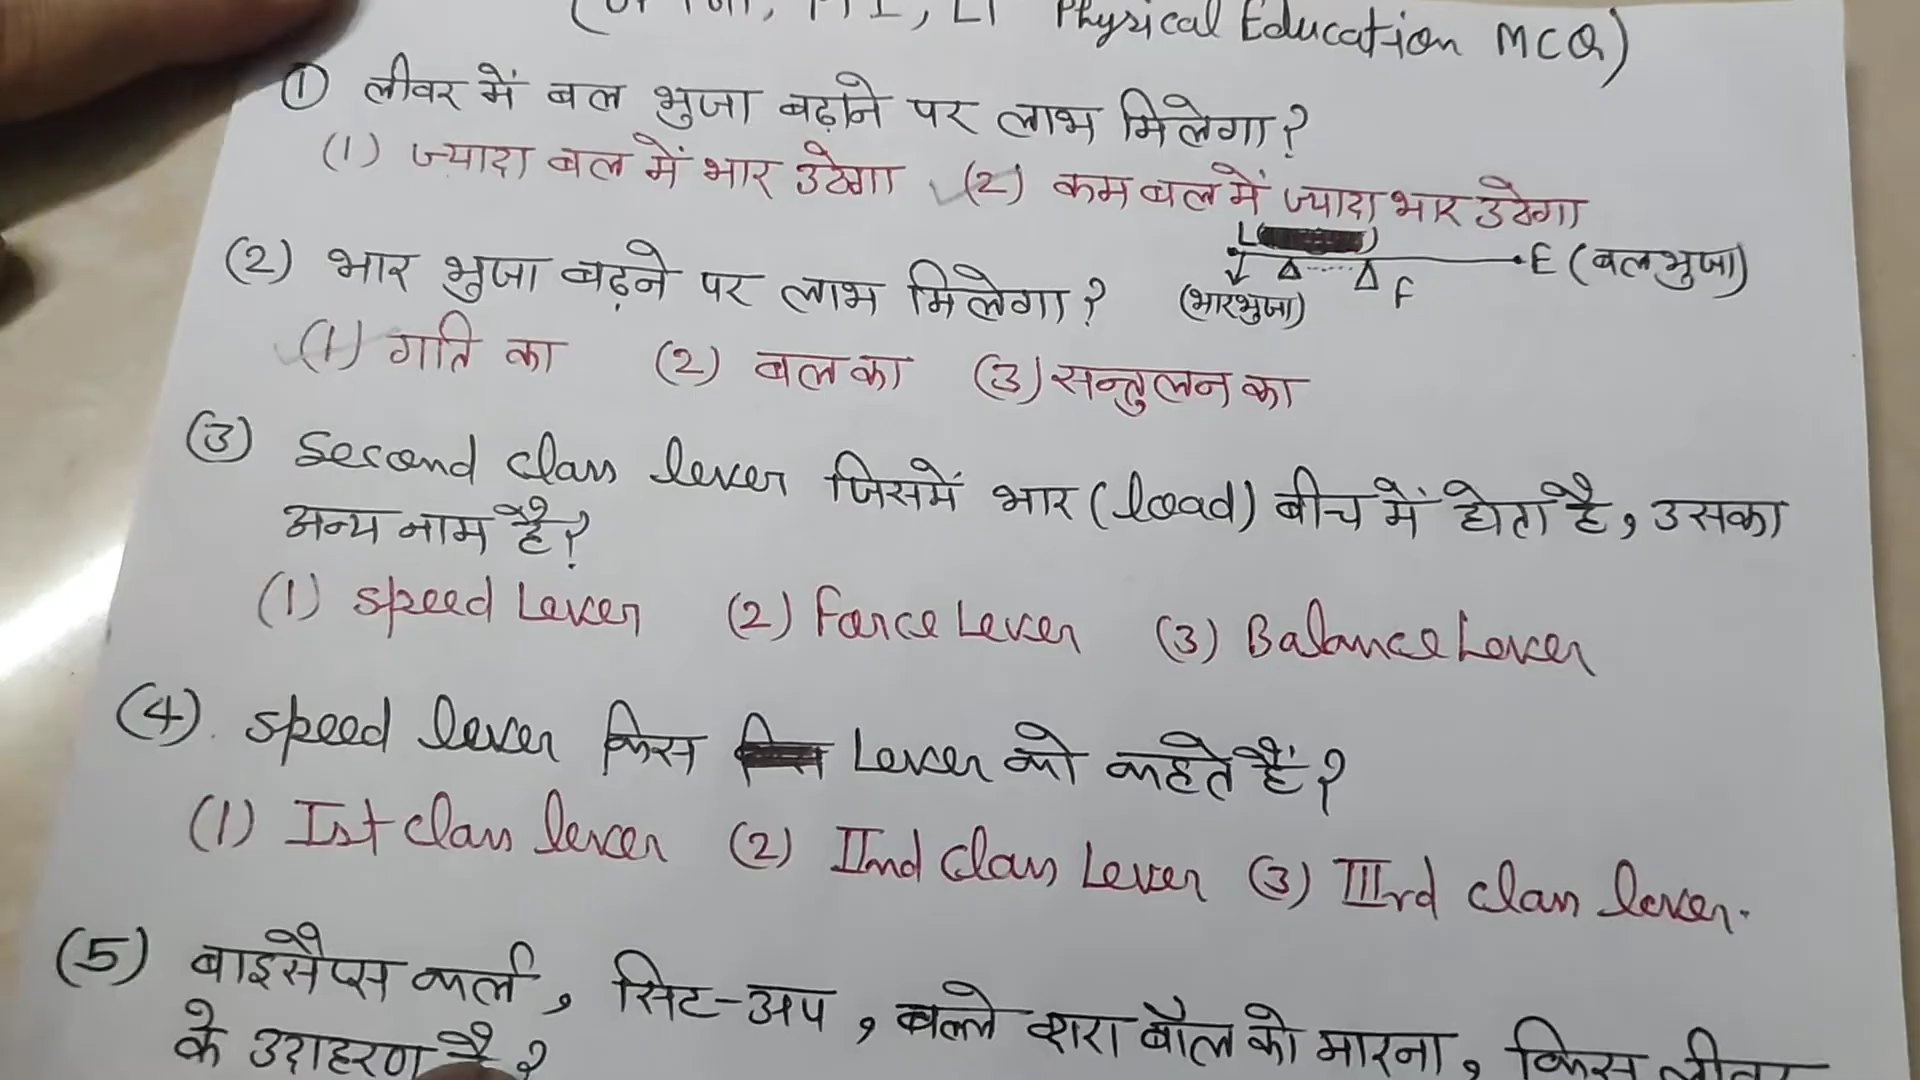 Physical Education MCQ)
① लीवर में बल भुजा बढ़ाने पर लाभ मिलेगा?
(1) ज्यादा बल में भार उठेगा (2) कम बल में ज्यादा भार उठेगा
L E (बल भुजा)
(2) भार भुजा बढ़ने पर लाभ मिलेगा? (भारभुजा) F
(1) गति का (2) बल का (3) सन्तुलन का
(3) Second class lever जिसमें भार (load) बीच में होता है, उसका
अन्य नाम है?
(1) speed Lever (2) Force Lever (3) Balance Lever
(4). speed lever किस Lever को कहते हैं?
(1) Ist class lever (2) IInd class Lever (3) IIIrd class lever.
(5) बाइसैप्स कर्ल, सिट-अप, बल्ले द्वारा बॉल को मारना, किस लीवर
के उदाहरण है?